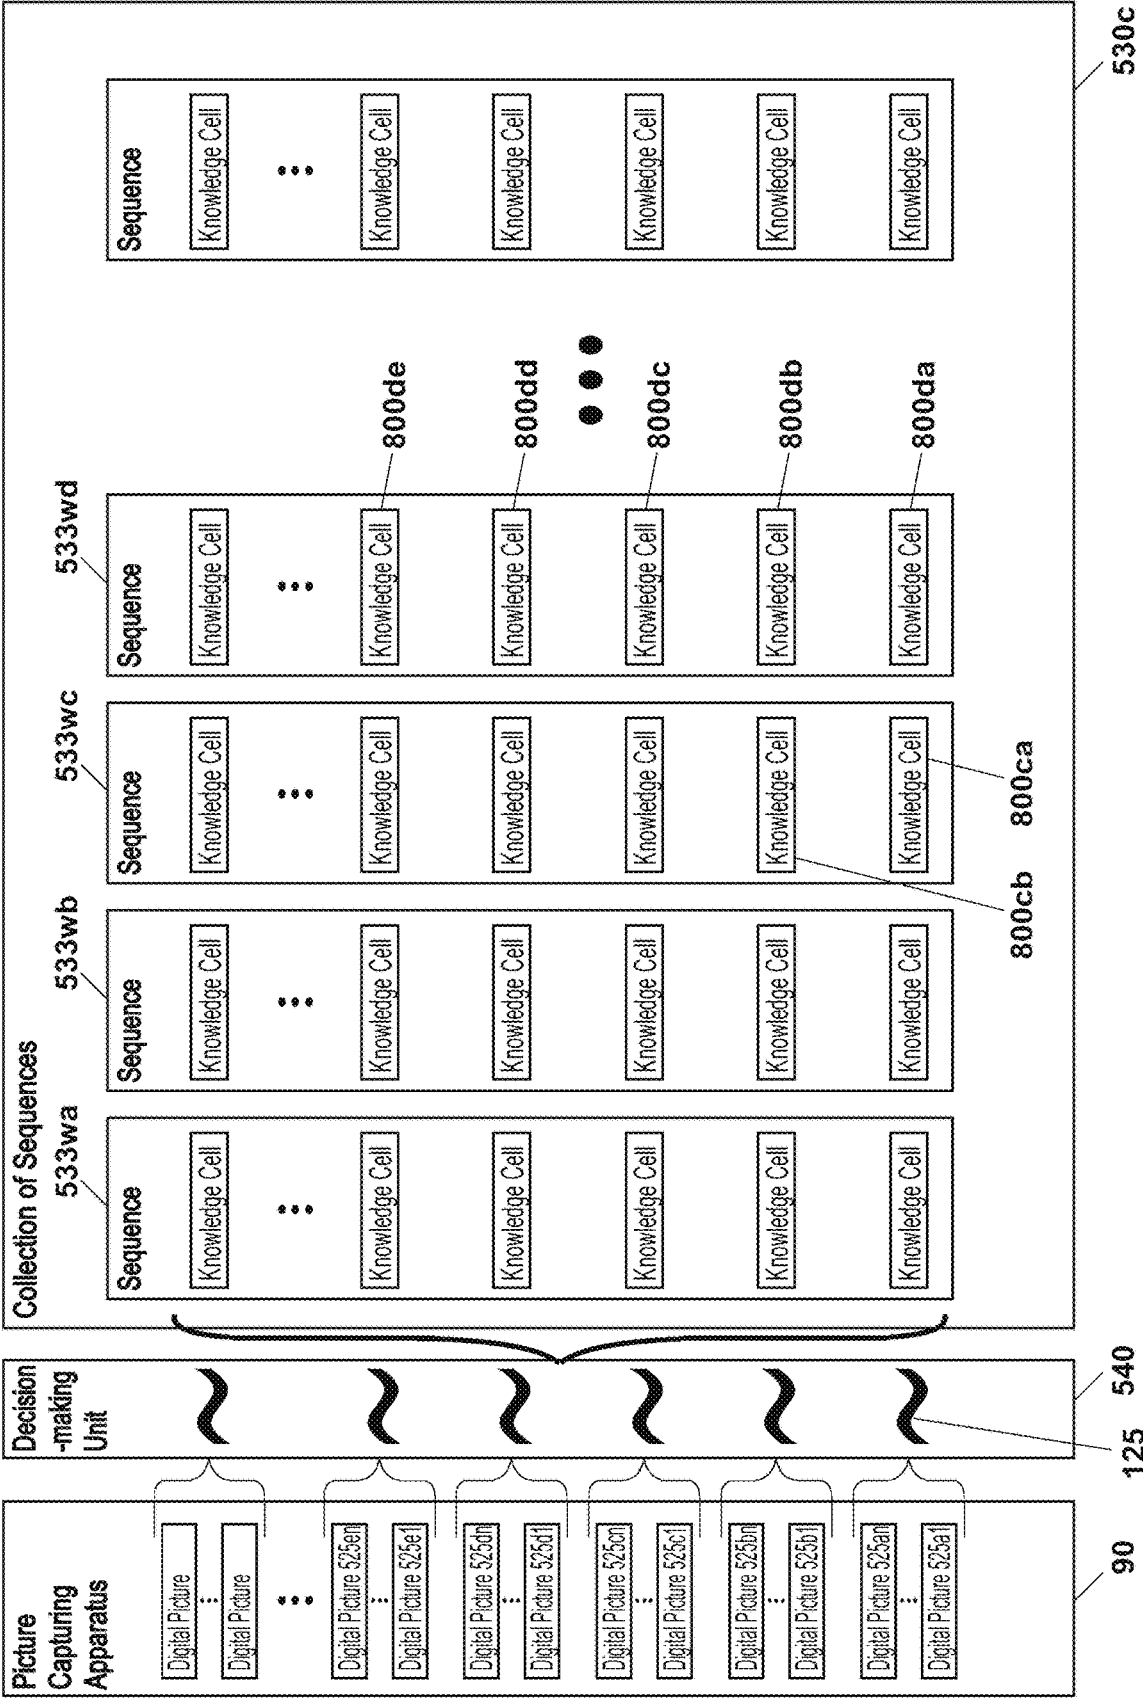 Picture
Capturing
Apparatus
Digital Picture
...
Digital Picture
...
Digital Picture 525en
...
Digital Picture 525e1
Digital Picture 525dn
...
Digital Picture 525d1
Digital Picture 525cn
...
Digital Picture 525c1
Digital Picture 525bn
...
Digital Picture 525b1
Digital Picture 525an
...
Digital Picture 525a1
90
Decision
-making
Unit
125
540
Collection of Sequences
533wa
Sequence
Knowledge Cell
...
Knowledge Cell
Knowledge Cell
Knowledge Cell
Knowledge Cell
Knowledge Cell
533wb
Sequence
Knowledge Cell
...
Knowledge Cell
Knowledge Cell
Knowledge Cell
Knowledge Cell
Knowledge Cell
533wc
Sequence
Knowledge Cell
...
Knowledge Cell
Knowledge Cell
Knowledge Cell
Knowledge Cell
Knowledge Cell
800cb
800ca
533wd
Sequence
Knowledge Cell
...
Knowledge Cell
Knowledge Cell
Knowledge Cell
Knowledge Cell
Knowledge Cell
800de
800dd
800dc
800db
800da
...
Sequence
Knowledge Cell
...
Knowledge Cell
Knowledge Cell
Knowledge Cell
Knowledge Cell
Knowledge Cell
530c